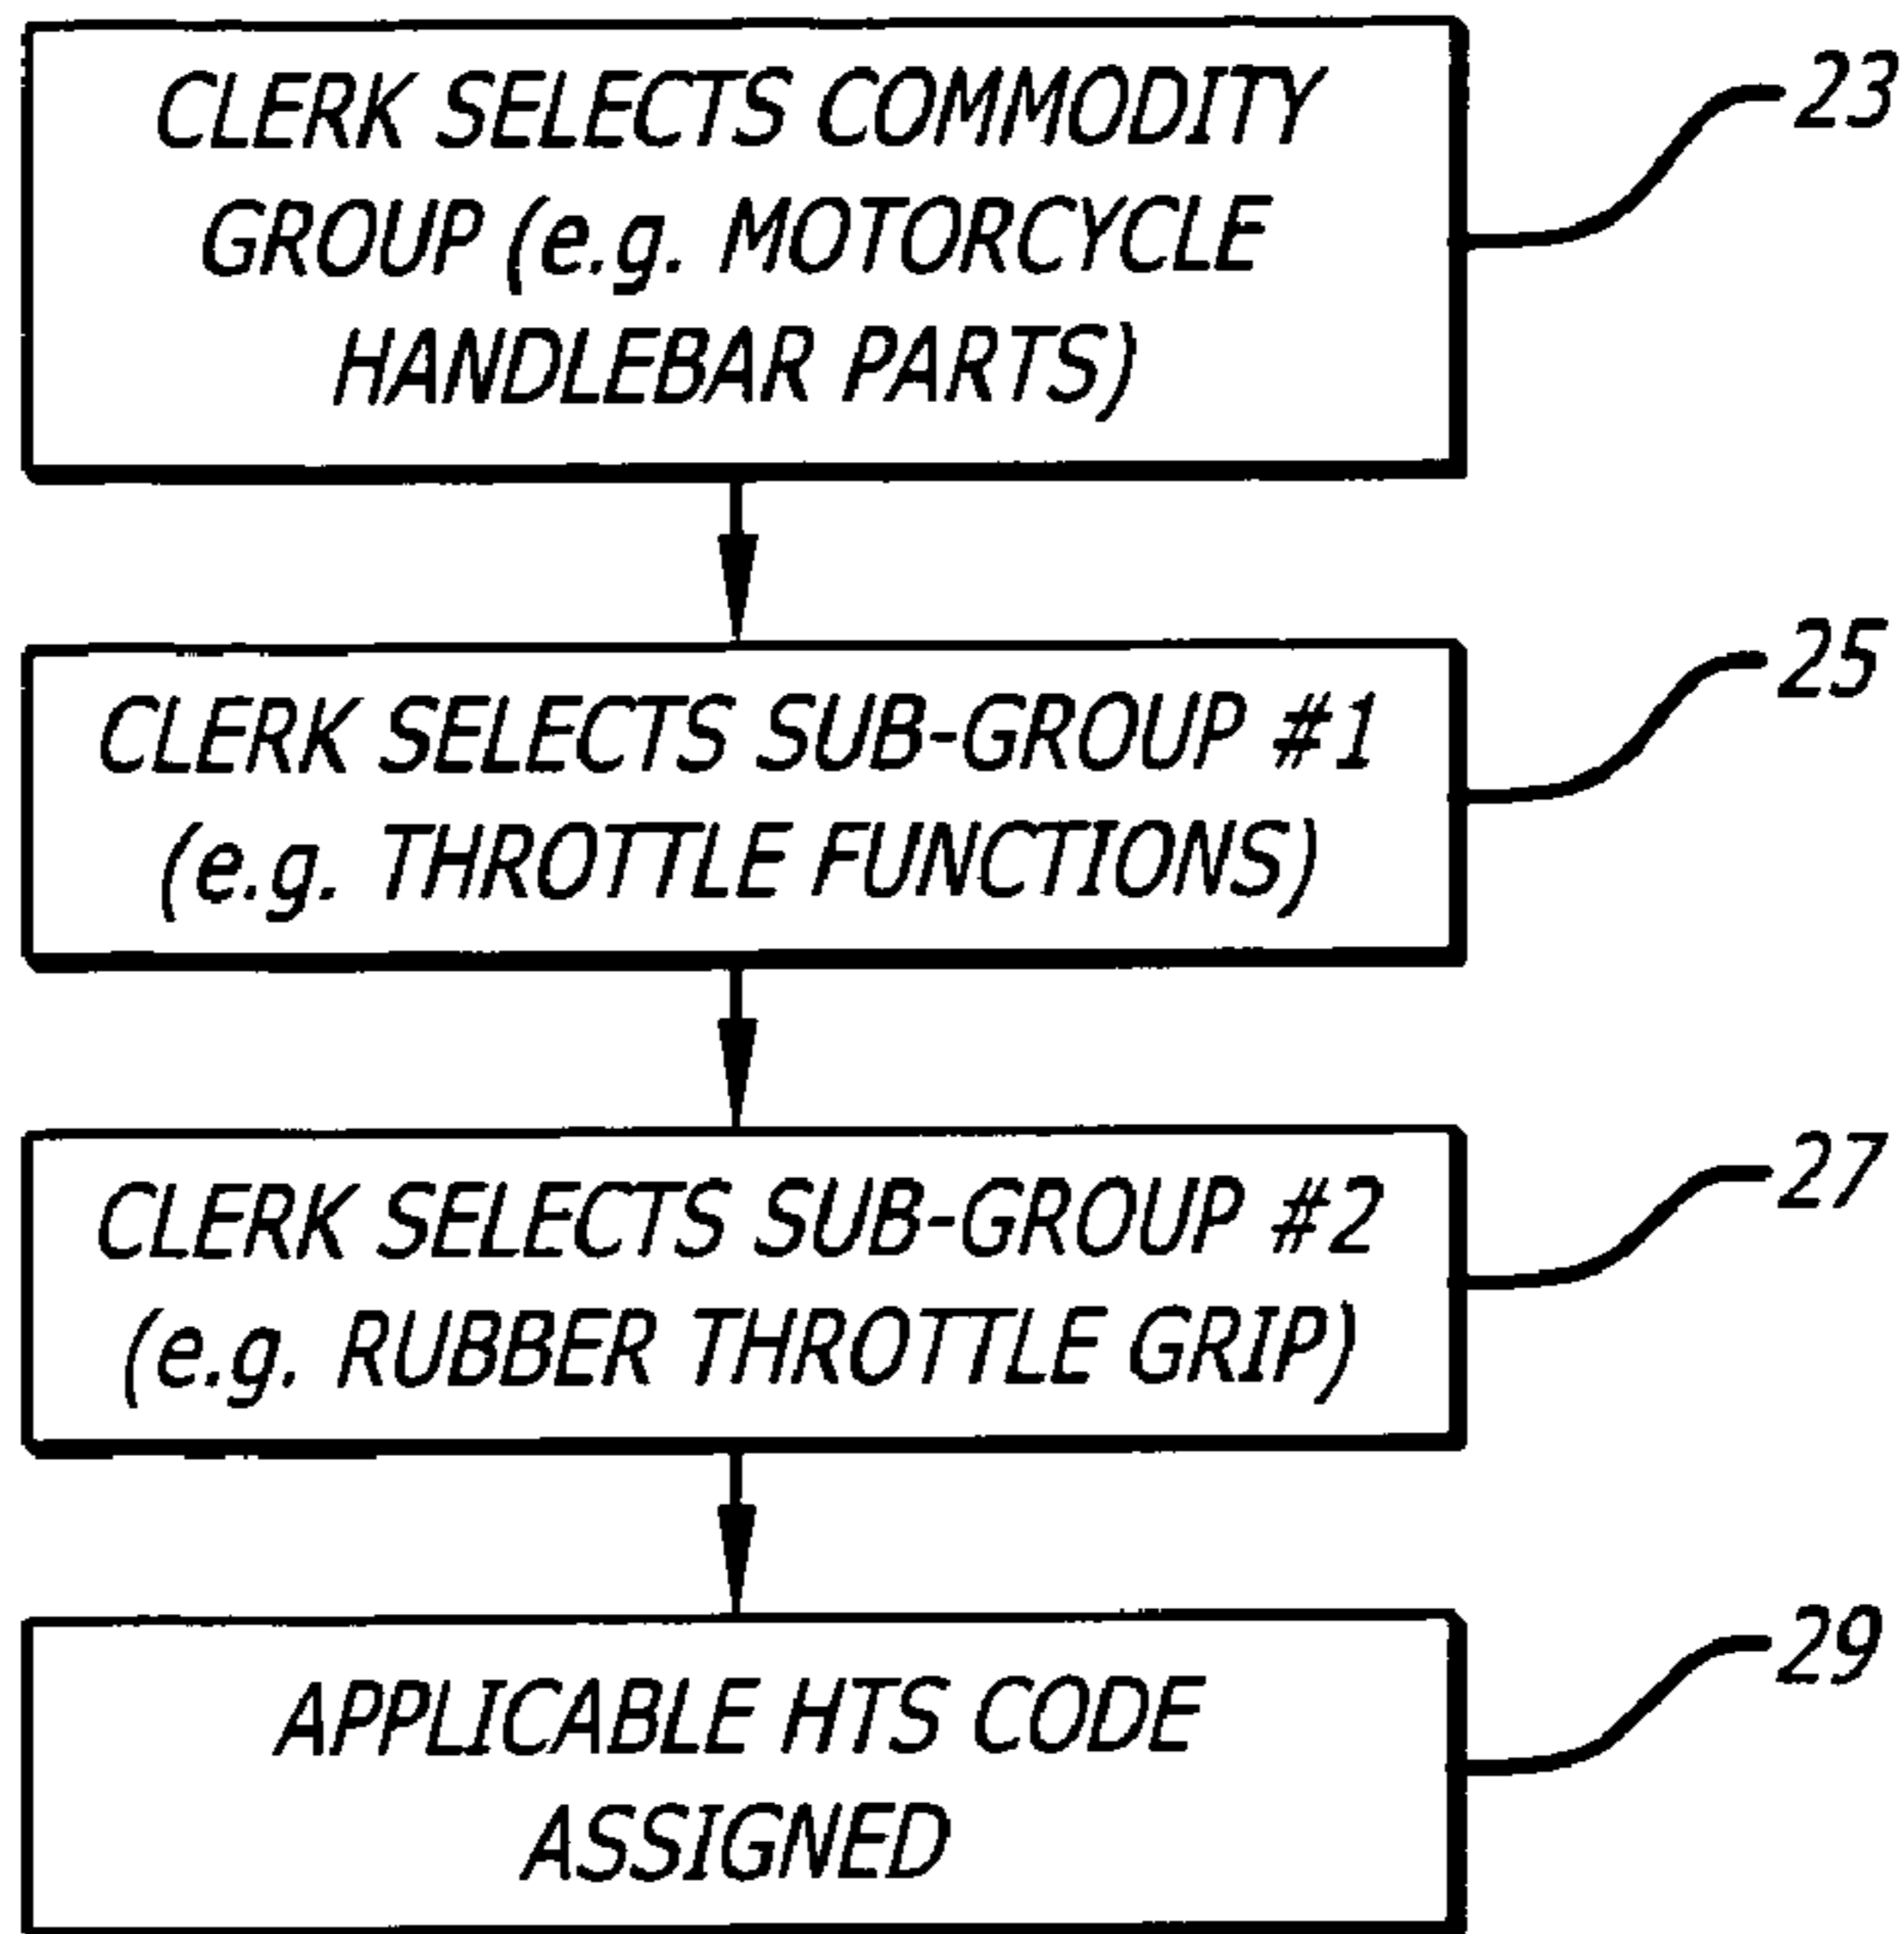 CLERK SELECTS COMMODITY
GROUP (e.g. MOTORCYCLE
HANDLEBAR PARTS)
23
CLERK SELECTS SUB-GROUP #1
(e.g. THROTTLE FUNCTIONS)
25
CLERK SELECTS SUB-GROUP #2
(e.g. RUBBER THROTTLE GRIP)
27
APPLICABLE HTS CODE
ASSIGNED
29